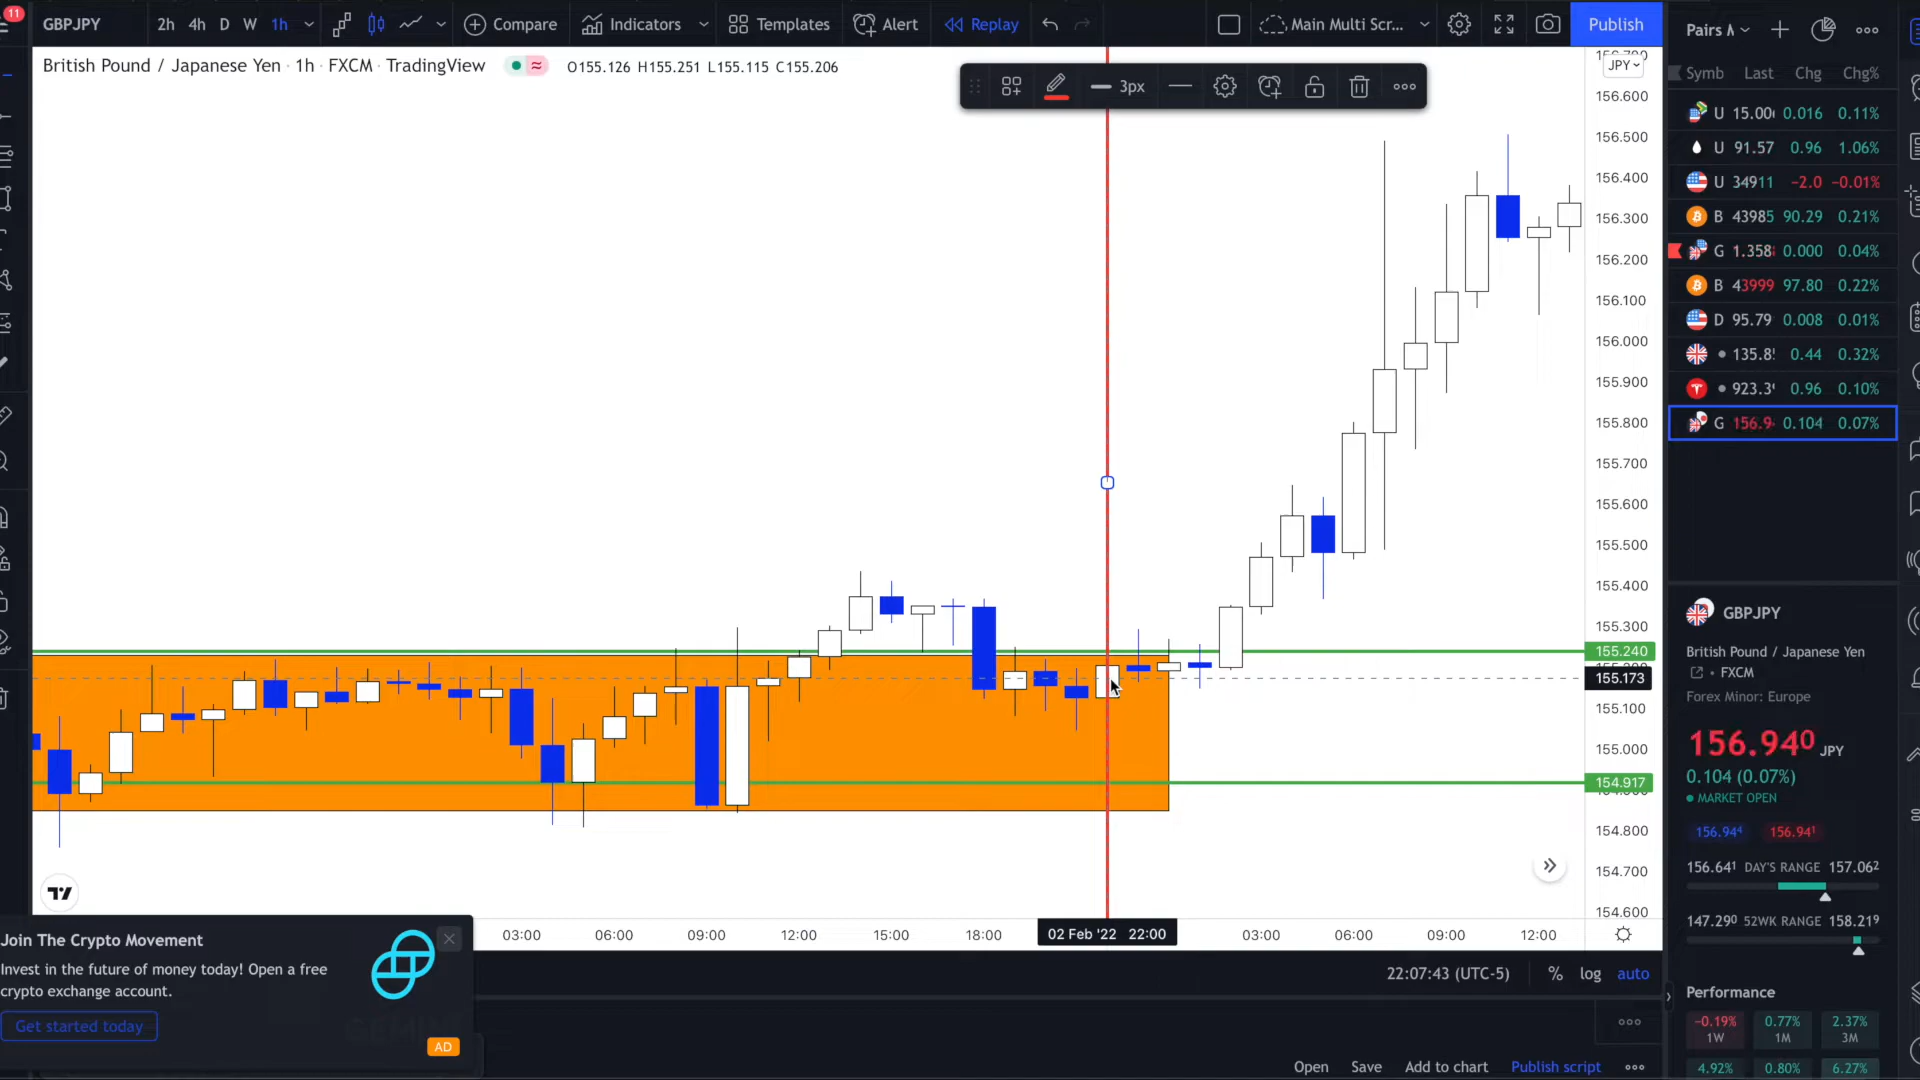 11
GBPJPY
2h 4h D W 1h
Compare
Indicators
Templates
Alert
Replay
Main Multi Scr...
Publish
British Pound / Japanese Yen · 1h · FXCM · TradingView
O155.126 H155.251 L155.115 C155.206
3px
JPY
156.600
156.500
156.400
156.300
156.200
156.100
156.000
155.900
155.800
155.700
155.600
155.500
155.400
155.300
155.240
155.173
155.100
155.000
154.917
154.800
154.700
154.600
03:00 06:00 09:00 12:00 15:00 18:00 02 Feb '22 22:00 03:00 06:00 09:00 12:00
22:07:43 (UTC-5) % log auto
Join The Crypto Movement
Invest in the future of money today! Open a free
crypto exchange account.
Get started today
AD
Open Save Add to chart Publish script
Symb Last Chg Chg%
U 15.00 0.016 0.11%
U 91.57 0.96 1.06%
U 34911 −2.0 −0.01%
B 43985 90.29 0.21%
G 1.358 0.000 0.04%
B 43999 97.80 0.22%
D 95.79 0.008 0.01%
135.8 0.44 0.32%
923.3 0.96 0.10%
G 156.9 0.104 0.07%
GBPJPY
British Pound / Japanese Yen
FXCM
Forex Minor: Europe
156.940 JPY
0.104 (0.07%)
MARKET OPEN
156.944 156.941
156.641 DAY'S RANGE 157.062
147.290 52WK RANGE 158.219
Performance
−0.19% 0.77% 2.37%
1W 1M 3M
4.92% 0.80% 6.27%